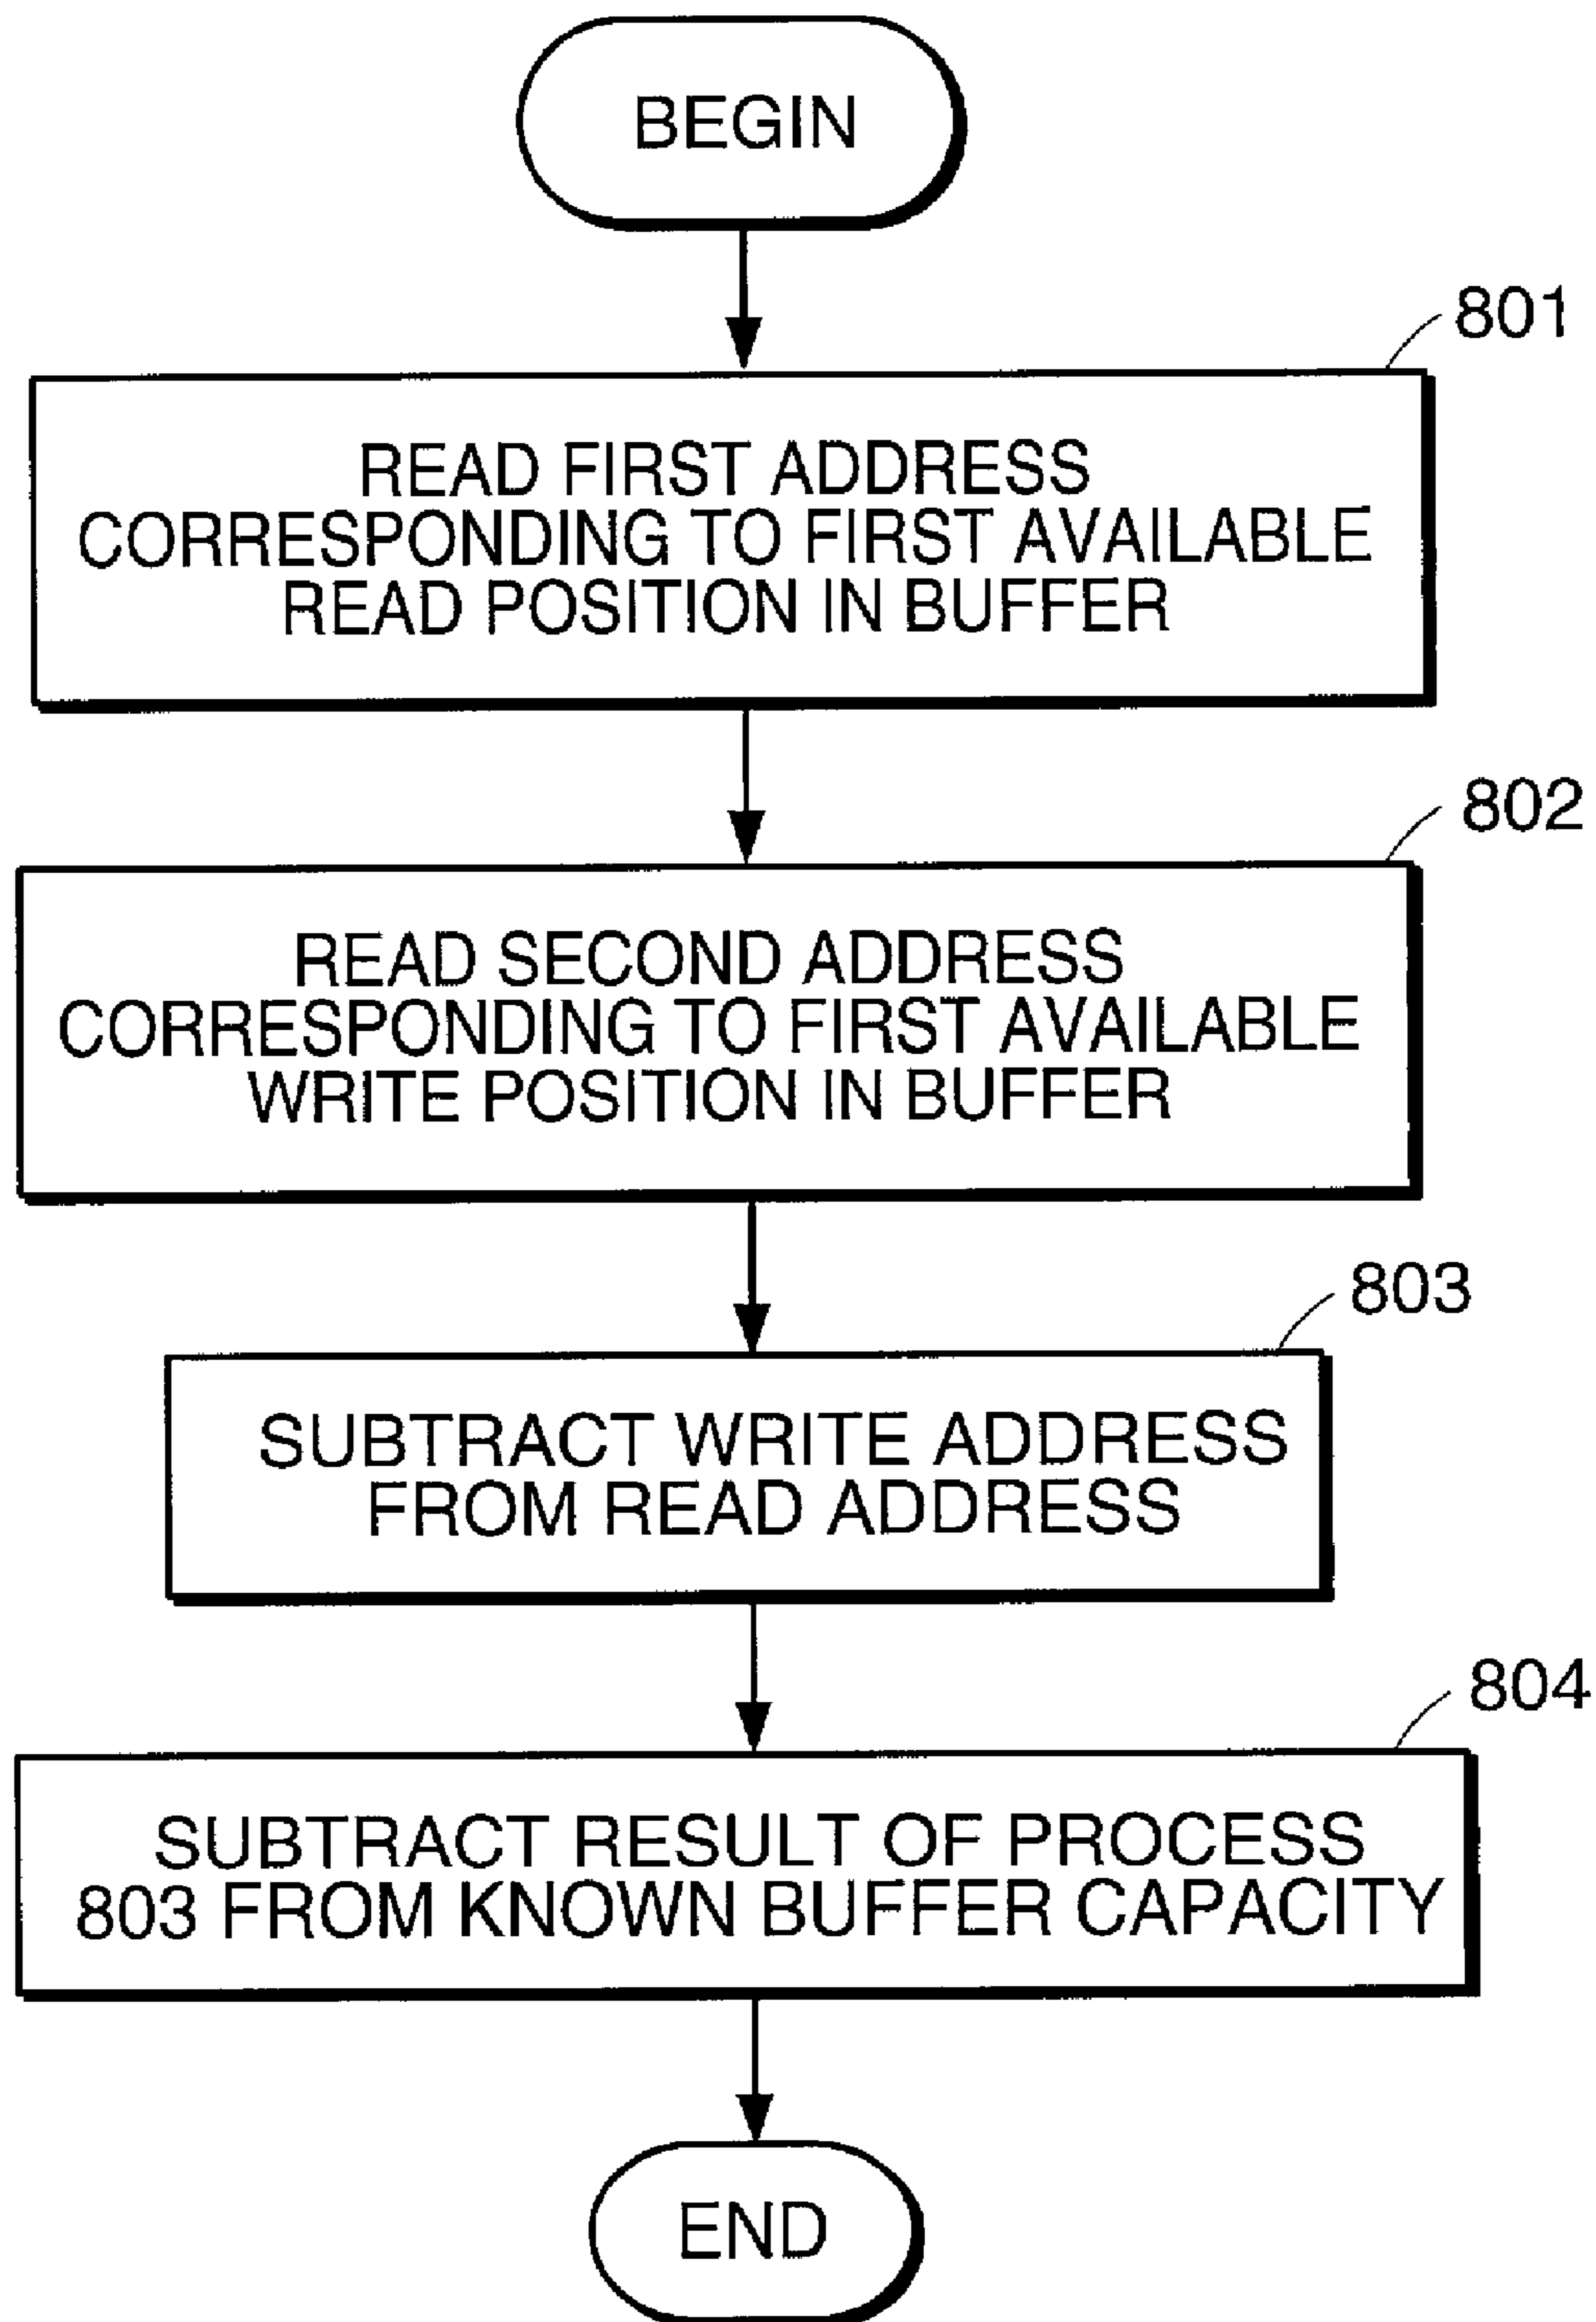 BEGIN
801
READ FIRST ADDRESS
CORRESPONDING TO FIRST AVAILABLE
READ POSITION IN BUFFER
802
READ SECOND ADDRESS
CORRESPONDING TO FIRST AVAILABLE
WRITE POSITION IN BUFFER
803
SUBTRACT WRITE ADDRESS
FROM READ ADDRESS
804
SUBTRACT RESULT OF PROCESS
803 FROM KNOWN BUFFER CAPACITY
END